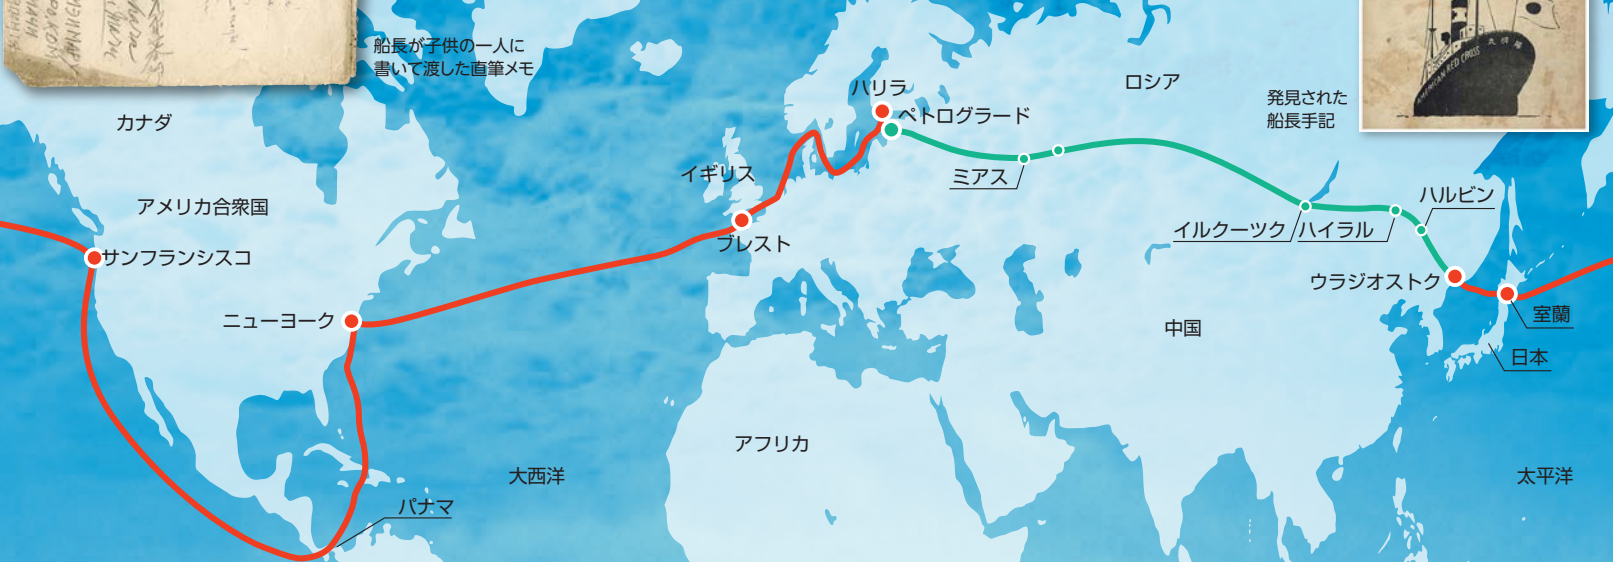 船長が子供の一人に
書いて渡した直筆メモ
カナダ
アメリカ合衆国
サンフランシスコ
ニューヨーク
パナマ
大西洋
イギリス
ブレスト
アフリカ
ハリラ
ペトログラード
ミアス
ロシア
イルクーツク
ハイラル
ハルビン
ウラジオストク
中国
室蘭
日本
太平洋
発見された
船長手記
AMERICAN RED CROSS